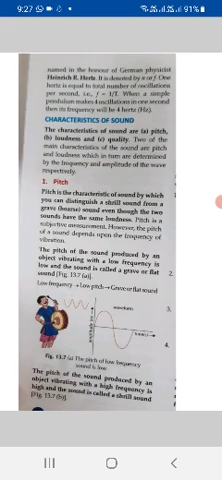 9:27
91%
named in the honour of German physicist
Heinrich R. Hertz. It is denoted by n or f. One
hertz is equal to total number of oscillations
per second, i.e., f = 1/T. When a simple
pendulum makes 4 oscillations in one second
then its frequency will be 4 hertz (Hz).
CHARACTERISTICS OF SOUND
The characteristics of sound are (a) pitch,
(b) loudness and (c) quality. Two of the
main characteristics of the sound are pitch
and loudness which in turn are determined
by the frequency and amplitude of the wave
respectively.
1. Pitch
Pitch is the characteristic of sound by which
you can distinguish a shrill sound from a
grave (hoarse) sound even though the two
sounds have the same loudness. Pitch is a
subjective measurement. However, the pitch
of a sound depends upon the frequency of
vibration.
The pitch of the sound produced by an
object vibrating with a low frequency is
low and the sound is called a grave or flat
sound [Fig. 13.7 (a)].
2.
Low frequency → Low pitch → Grave or flat sound
3.
4.
Fig. 13.7 (a) The pitch of low frequency
sound is low.
The pitch of the sound produced by an
object vibrating with a high frequency is
high and the sound is called a shrill sound
[Fig. 13.7 (b)].